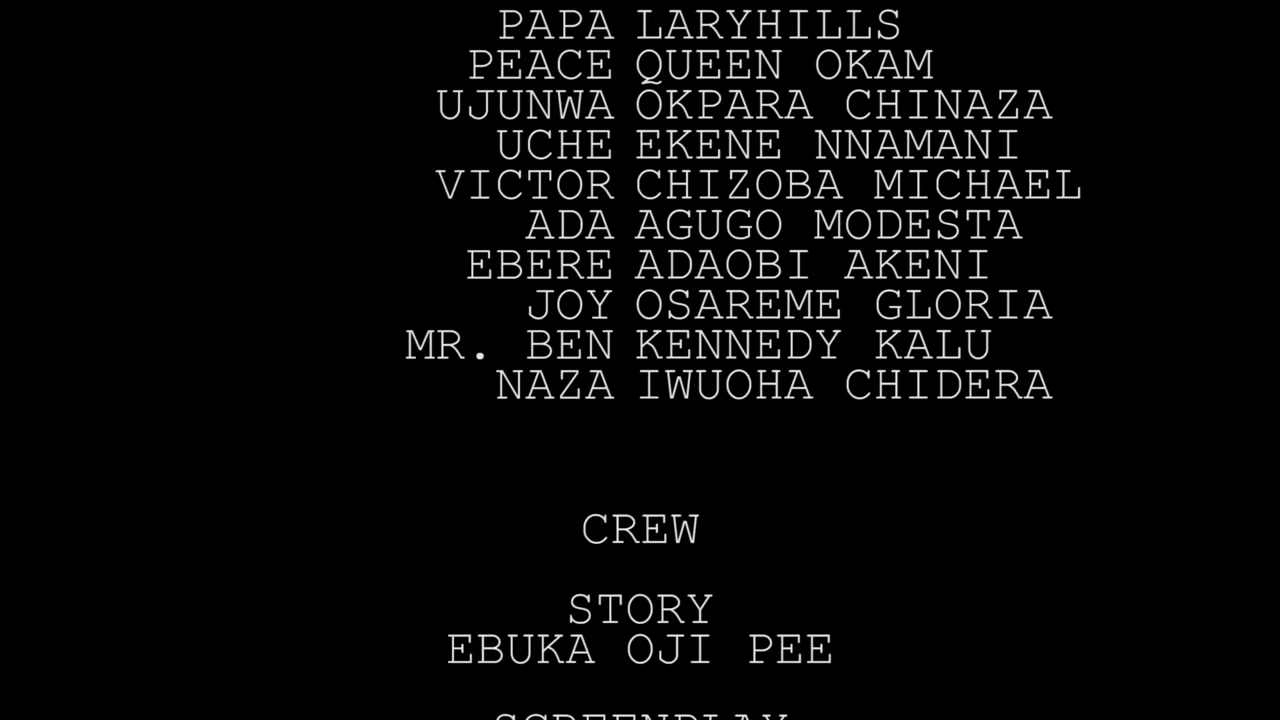 PAPA LARYHILLS
PEACE QUEEN OKAM
UJUNWA OKPARA CHINAZA
UCHE EKENE NNAMANI
VICTOR CHIZOBA MICHAEL
ADA AGUGO MODESTA
EBERE ADAOBI AKENI
JOY OSAREME GLORIA
MR. BEN KENNEDY KALU
NAZA IWUOHA CHIDERA
CREW
STORY
EBUKA OJI PEE
SCREENPLAY